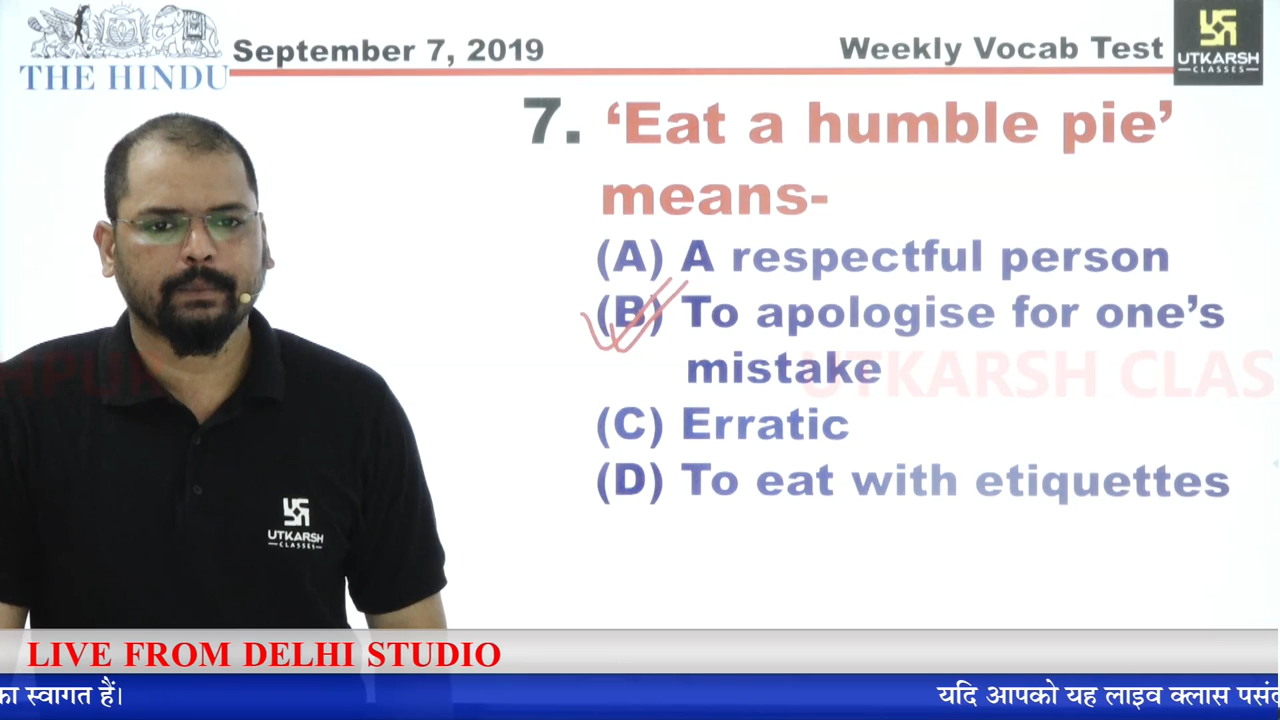 THE HINDU
September 7, 2019
Weekly Vocab Test
UTKARSH
CLASSES
7. ‘Eat a humble pie’
means-
(A) A respectful person
(B) To apologise for one’s
mistake
(C) Erratic
(D) To eat with etiquettes
UTKARSH CLAS
HPUR
UTKARSH
CLASSES
LIVE FROM DELHI STUDIO
का स्वागत हैं।
यदि आपको यह लाइव क्लास पसंद